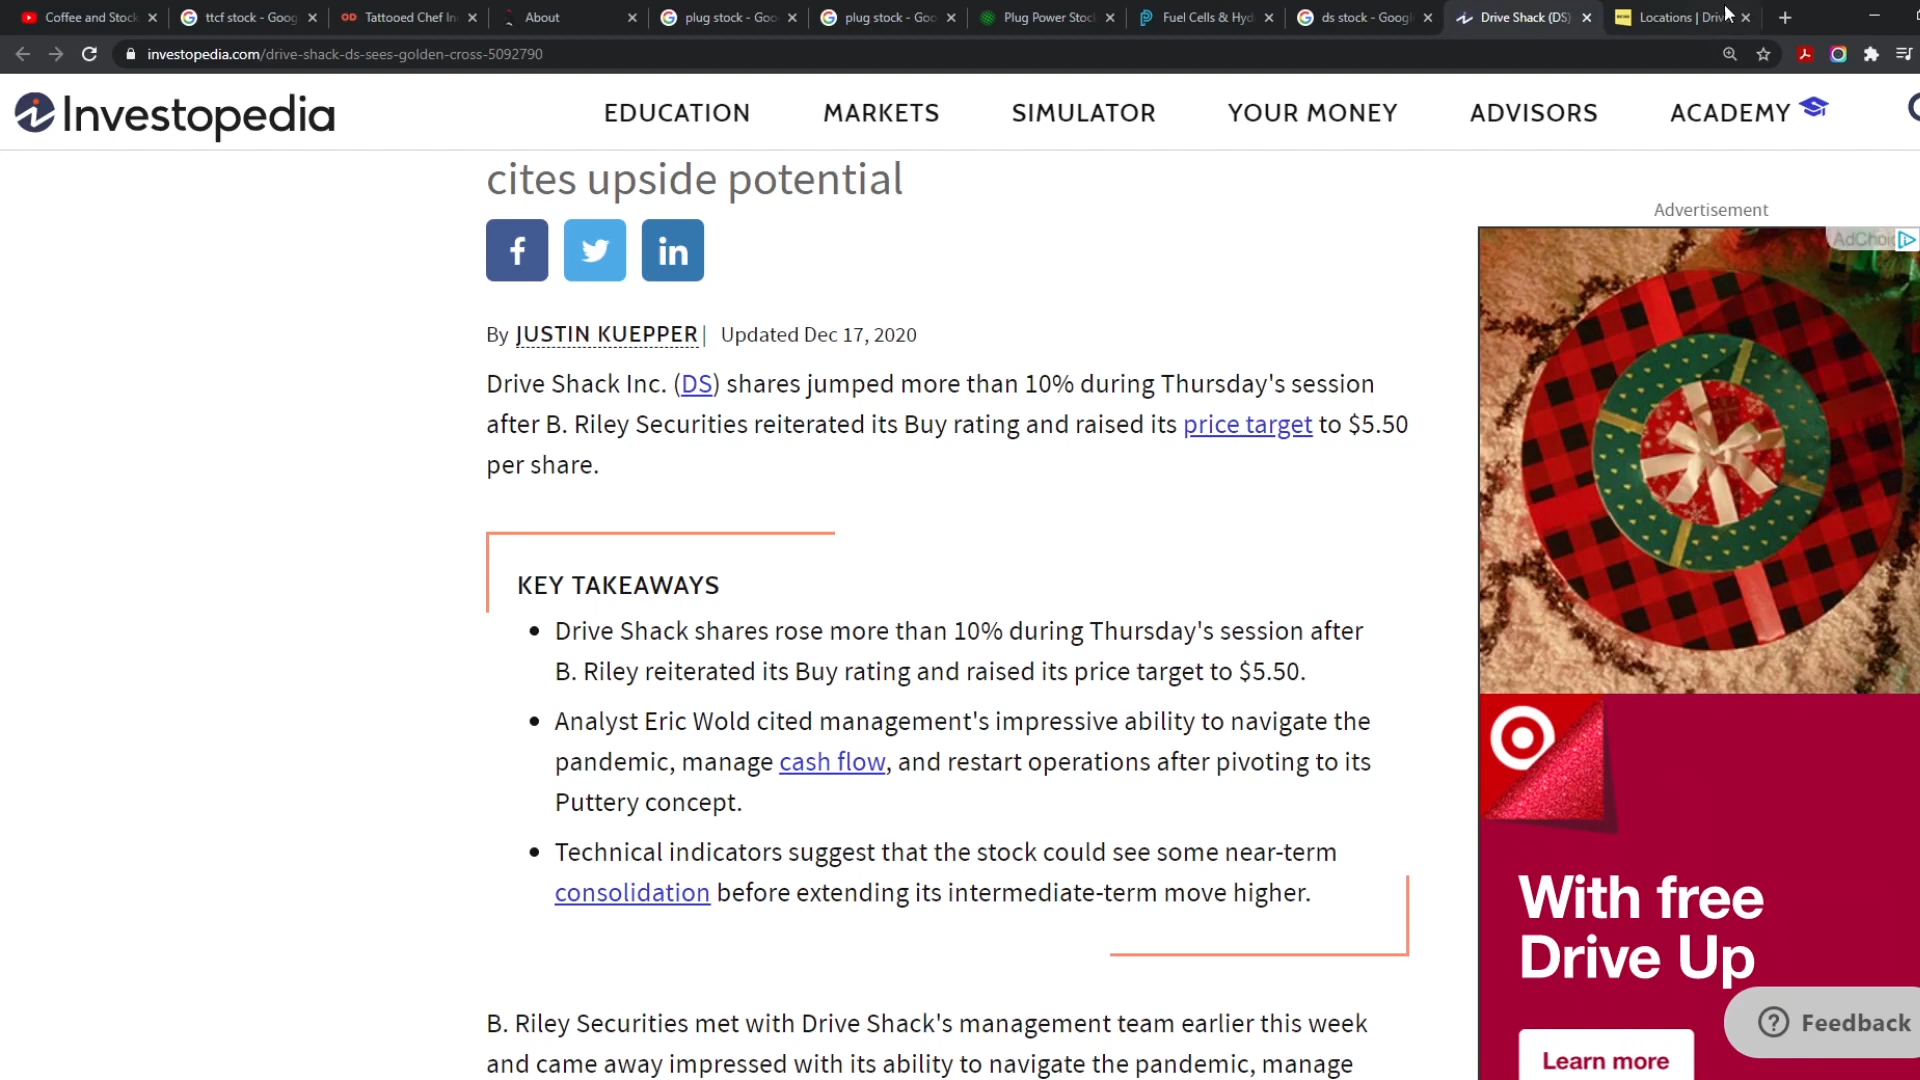 Coffee and Stock
ttcf stock - Goog
Tattooed Chef In
About
plug stock - Goo
plug stock - Goo
Plug Power Stoc
Fuel Cells & Hyd
ds stock - Googl
Drive Shack (DS)
Locations | Driv
investopedia.com/drive-shack-ds-sees-golden-cross-5092790
Investopedia
EDUCATION
MARKETS
SIMULATOR
YOUR MONEY
ADVISORS
ACADEMY
cites upside potential
By JUSTIN KUEPPER | Updated Dec 17, 2020
Drive Shack Inc. (DS) shares jumped more than 10% during Thursday's session
after B. Riley Securities reiterated its Buy rating and raised its price target to $5.50
per share.
KEY TAKEAWAYS
Drive Shack shares rose more than 10% during Thursday's session after
B. Riley reiterated its Buy rating and raised its price target to $5.50.
Analyst Eric Wold cited management's impressive ability to navigate the
pandemic, manage cash flow, and restart operations after pivoting to its
Puttery concept.
Technical indicators suggest that the stock could see some near-term
consolidation before extending its intermediate-term move higher.
B. Riley Securities met with Drive Shack's management team earlier this week
and came away impressed with its ability to navigate the pandemic, manage
Advertisement
AdChoic
With free
Drive Up
Learn more
Feedback